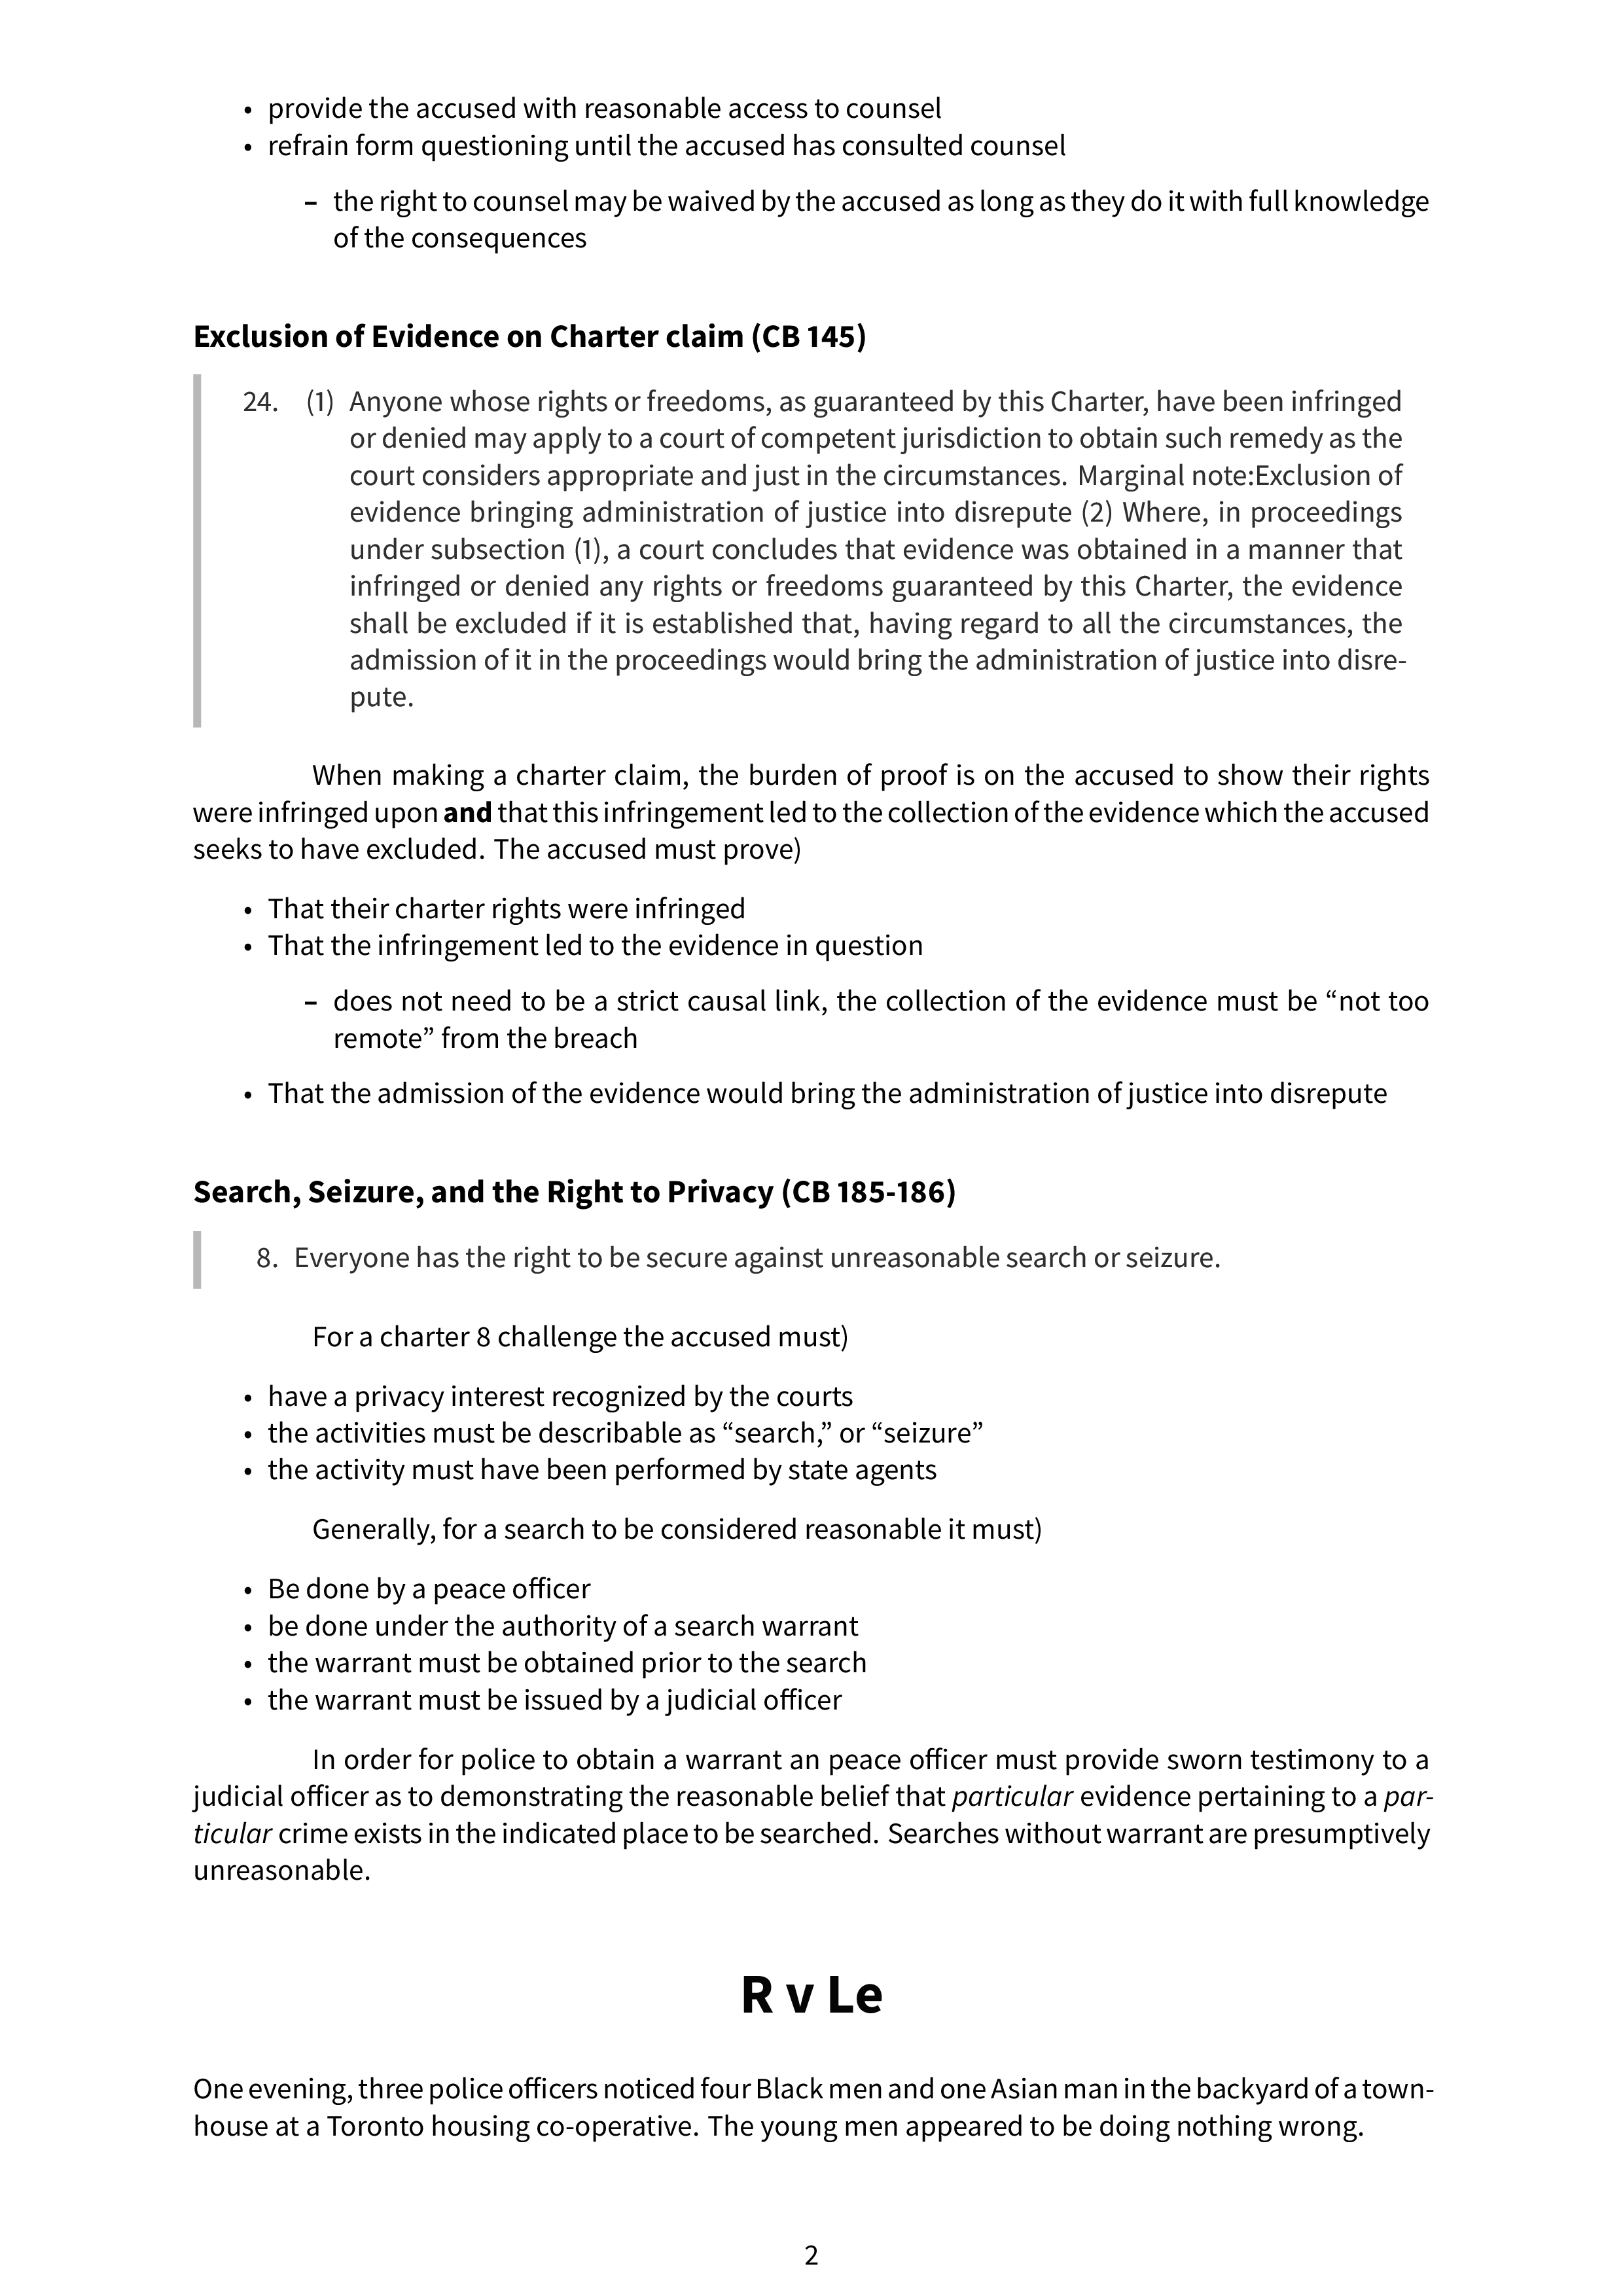 • provide the accused with reasonable access to counsel
• refrain form questioning until the accused has consulted counsel
– the right to counsel may be waived by the accused as long as they do it with full knowledge
of the consequences
Exclusion of Evidence on Charter claim (CB 145)
24. (1) Anyone whose rights or freedoms, as guaranteed by this Charter, have been infringed
or denied may apply to a court of competent jurisdiction to obtain such remedy as the
court considers appropriate and just in the circumstances. Marginal note:Exclusion of
evidence bringing administration of justice into disrepute (2) Where, in proceedings
under subsection (1), a court concludes that evidence was obtained in a manner that
infringed or denied any rights or freedoms guaranteed by this Charter, the evidence
shall be excluded if it is established that, having regard to all the circumstances, the
admission of it in the proceedings would bring the administration of justice into disre-
pute.
When making a charter claim, the burden of proof is on the accused to show their rights
were infringed upon and that this infringement led to the collection of the evidence which the accused
seeks to have excluded. The accused must prove)
• That their charter rights were infringed
• That the infringement led to the evidence in question
– does not need to be a strict causal link, the collection of the evidence must be “not too
remote” from the breach
• That the admission of the evidence would bring the administration of justice into disrepute
Search, Seizure, and the Right to Privacy (CB 185-186)
8. Everyone has the right to be secure against unreasonable search or seizure.
For a charter 8 challenge the accused must)
• have a privacy interest recognized by the courts
• the activities must be describable as “search,” or “seizure”
• the activity must have been performed by state agents
Generally, for a search to be considered reasonable it must)
• Be done by a peace officer
• be done under the authority of a search warrant
• the warrant must be obtained prior to the search
• the warrant must be issued by a judicial officer
In order for police to obtain a warrant an peace officer must provide sworn testimony to a
judicial officer as to demonstrating the reasonable belief that particular evidence pertaining to a par-
ticular crime exists in the indicated place to be searched. Searches without warrant are presumptively
unreasonable.
R v Le
One evening, three police officers noticed four Black men and one Asian man in the backyard of a town-
house at a Toronto housing co-operative. The young men appeared to be doing nothing wrong.
2